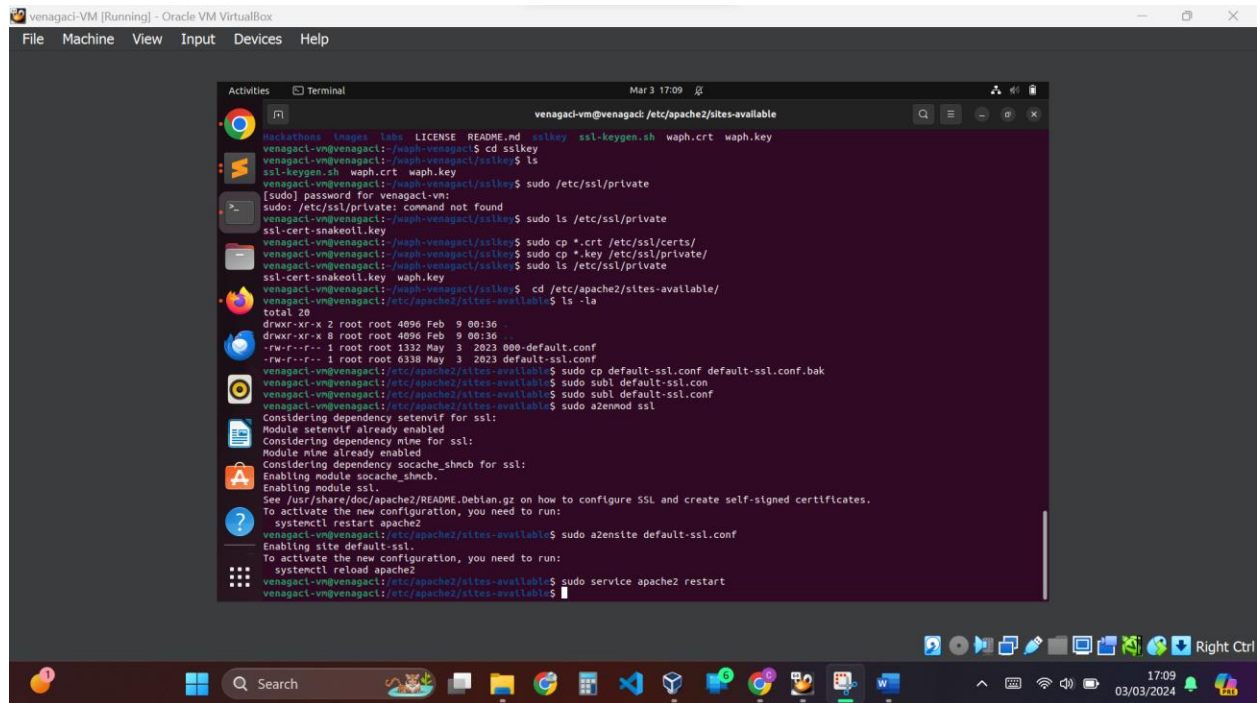 venagaci-VM [Running] - Oracle VM VirtualBox
File Machine View Input Devices Help
Activities Terminal Mar 3 17:09
venagaci-vm@venagaci: /etc/apache2/sites-available
Hackathons images labs LICENSE README.md sslkey ssl-keygen.sh waph.crt waph.key
venagaci-vm@venagaci:~/waph-venagaci$ cd sslkey
venagaci-vm@venagaci:~/waph-venagaci/sslkey$ ls
ssl-keygen.sh waph.crt waph.key
venagaci-vm@venagaci:~/waph-venagaci/sslkey$ sudo /etc/ssl/private
[sudo] password for venagaci-vm:
sudo: /etc/ssl/private: command not found
venagaci-vm@venagaci:~/waph-venagaci/sslkey$ sudo ls /etc/ssl/private
ssl-cert-snakeoil.key
venagaci-vm@venagaci:~/waph-venagaci/sslkey$ sudo cp *.crt /etc/ssl/certs/
venagaci-vm@venagaci:~/waph-venagaci/sslkey$ sudo cp *.key /etc/ssl/private/
venagaci-vm@venagaci:~/waph-venagaci/sslkey$ sudo ls /etc/ssl/private
ssl-cert-snakeoil.key waph.key
venagaci-vm@venagaci:~/waph-venagaci/sslkey$ cd /etc/apache2/sites-available/
venagaci-vm@venagaci:/etc/apache2/sites-available$ ls -la
total 20
drwxr-xr-x 2 root root 4096 Feb 9 00:36 .
drwxr-xr-x 8 root root 4096 Feb 9 00:36 ..
-rw-r--r-- 1 root root 1332 May 3 2023 000-default.conf
-rw-r--r-- 1 root root 6338 May 3 2023 default-ssl.conf
venagaci-vm@venagaci:/etc/apache2/sites-available$ sudo cp default-ssl.conf default-ssl.conf.bak
venagaci-vm@venagaci:/etc/apache2/sites-available$ sudo subl default-ssl.con
venagaci-vm@venagaci:/etc/apache2/sites-available$ sudo subl default-ssl.conf
venagaci-vm@venagaci:/etc/apache2/sites-available$ sudo a2enmod ssl
Considering dependency setenvif for ssl:
Module setenvif already enabled
Considering dependency mime for ssl:
Module mime already enabled
Considering dependency socache_shmcb for ssl:
Enabling module socache_shmcb.
Enabling module ssl.
See /usr/share/doc/apache2/README.Debian.gz on how to configure SSL and create self-signed certificates.
To activate the new configuration, you need to run:
systemctl restart apache2
venagaci-vm@venagaci:/etc/apache2/sites-available$ sudo a2ensite default-ssl.conf
Enabling site default-ssl.
To activate the new configuration, you need to run:
systemctl reload apache2
venagaci-vm@venagaci:/etc/apache2/sites-available$ sudo service apache2 restart
venagaci-vm@venagaci:/etc/apache2/sites-available$
Right Ctrl
1
Search
6
17:09
03/03/2024
PRE